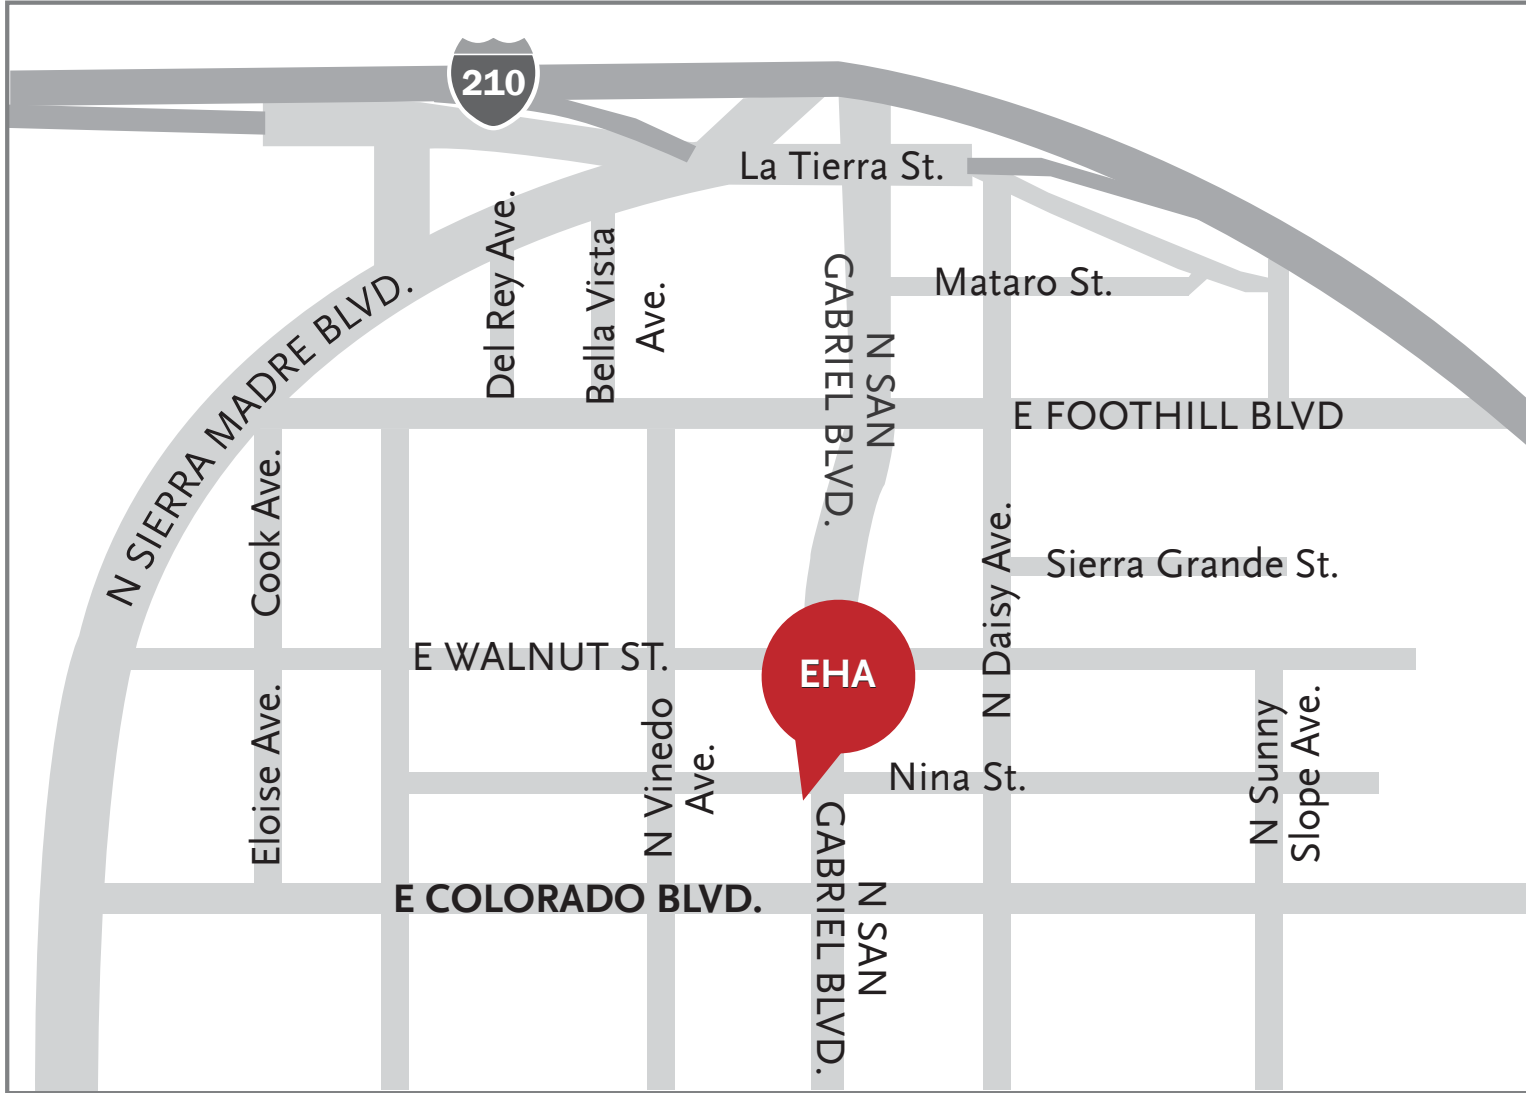 210
La Tierra St.
Del Rey Ave.
Bella Vista
Ave.
N SIERRA MADRE BLVD.
N SAN
GABRIEL BLVD.
Mataro St.
E FOOTHILL BLVD
Cook Ave.
N Daisy Ave.
Sierra Grande St.
E WALNUT ST.
EHA
Eloise Ave.
N Vinedo
Ave.
Nina St.
N Sunny
Slope Ave.
E COLORADO BLVD.
N SAN
GABRIEL BLVD.